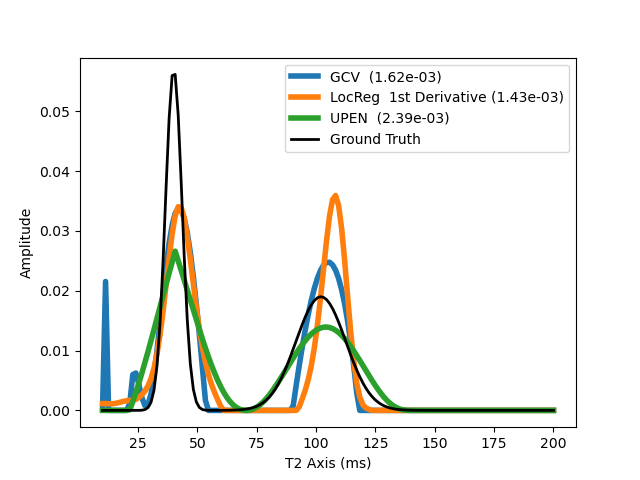 GCV  (1.62e-03)
LocReg  1st Derivative (1.43e-03)
UPEN  (2.39e-03)
Ground Truth
Amplitude
0.05
0.04
0.03
0.02
0.01
0.00
25 50 75 100 125 150 175 200
T2 Axis (ms)